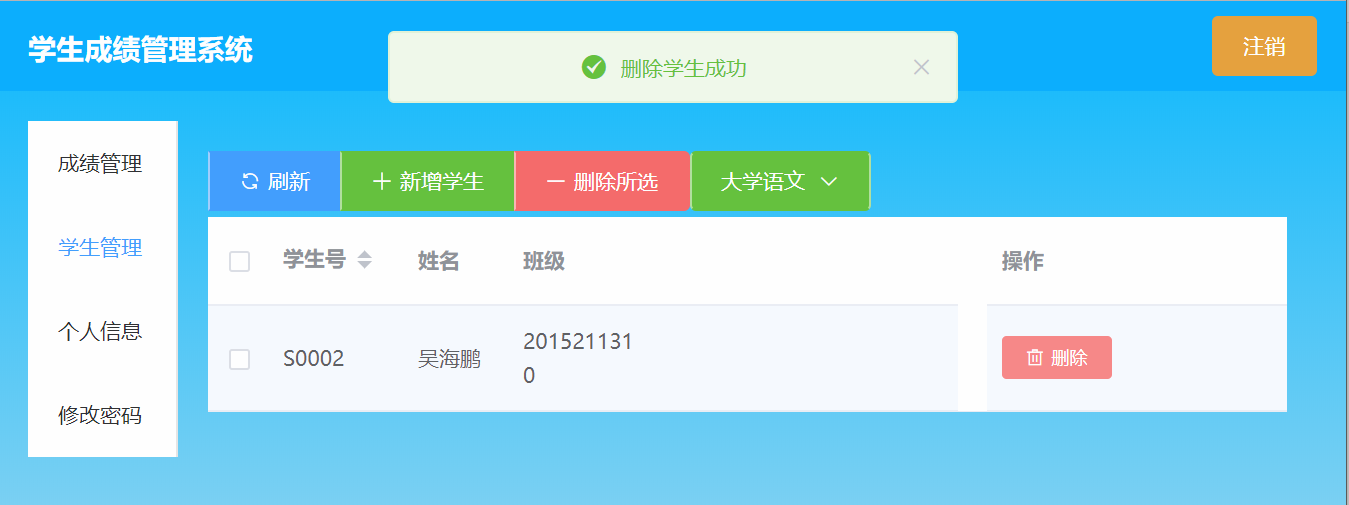 学生成绩管理系统
删除学生成功
注销
成绩管理
学生管理
个人信息
修改密码
刷新
新增学生
删除所选
大学语文
学生号
姓名
班级
操作
S0002
吴海鹏
201521131
0
删除